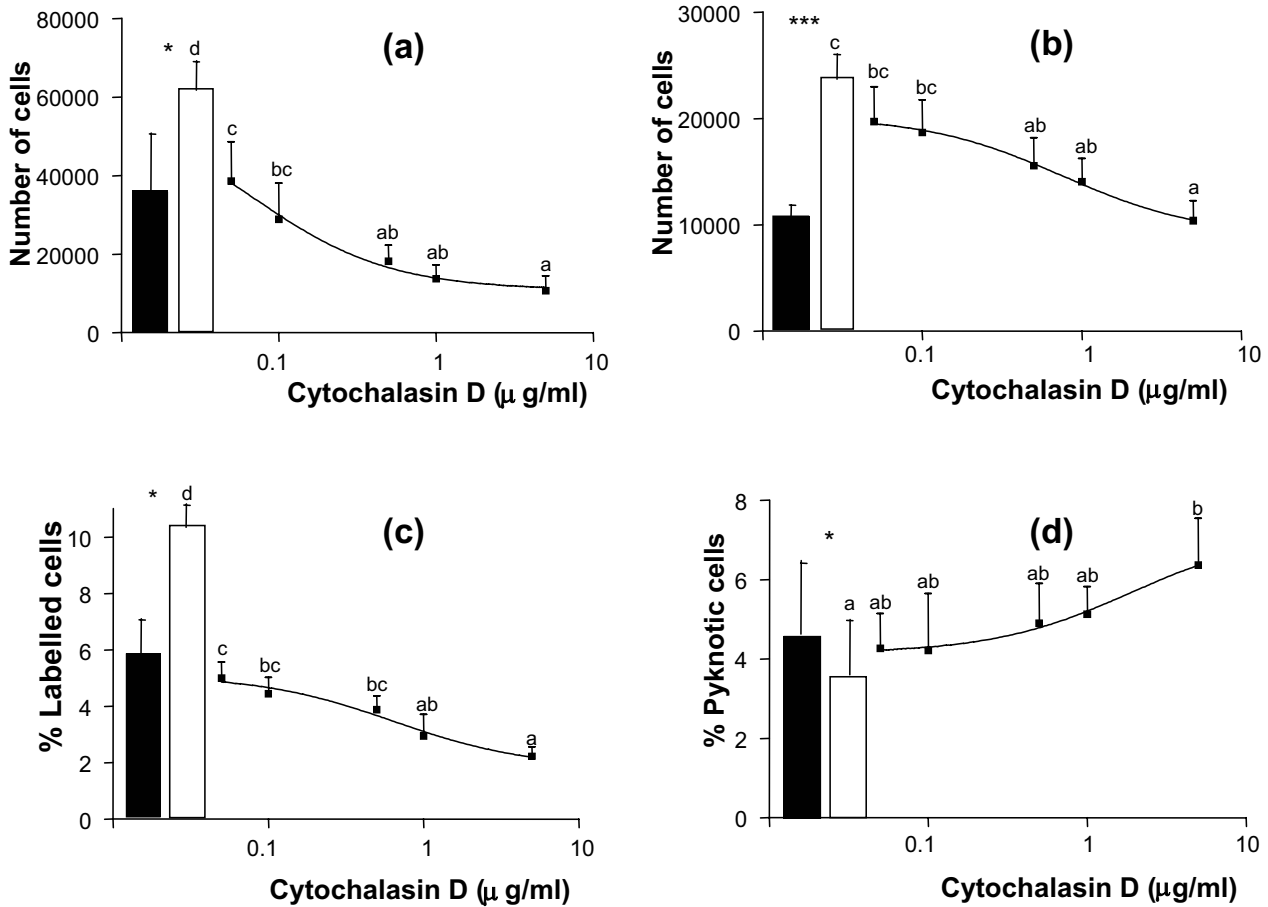 (a)
Number of cells
80000
60000
40000
20000
0
* d
c
bc
ab
ab
a
0.1 1 10
Cytochalasin D (μ g/ml)
(b)
Number of cells
30000
20000
10000
0
*** c
bc
bc
ab
ab
a
0.1 1 10
Cytochalasin D (μg/ml)
(c)
% Labelled cells
10
8
6
4
2
0
* d
c
bc
bc
ab
a
0.1 1 10
Cytochalasin D (μ g/ml)
(d)
% Pyknotic cells
8
6
4
2
0
*
a
ab
ab
ab
ab
b
0.1 1 10
Cytochalasin D (μg/ml)